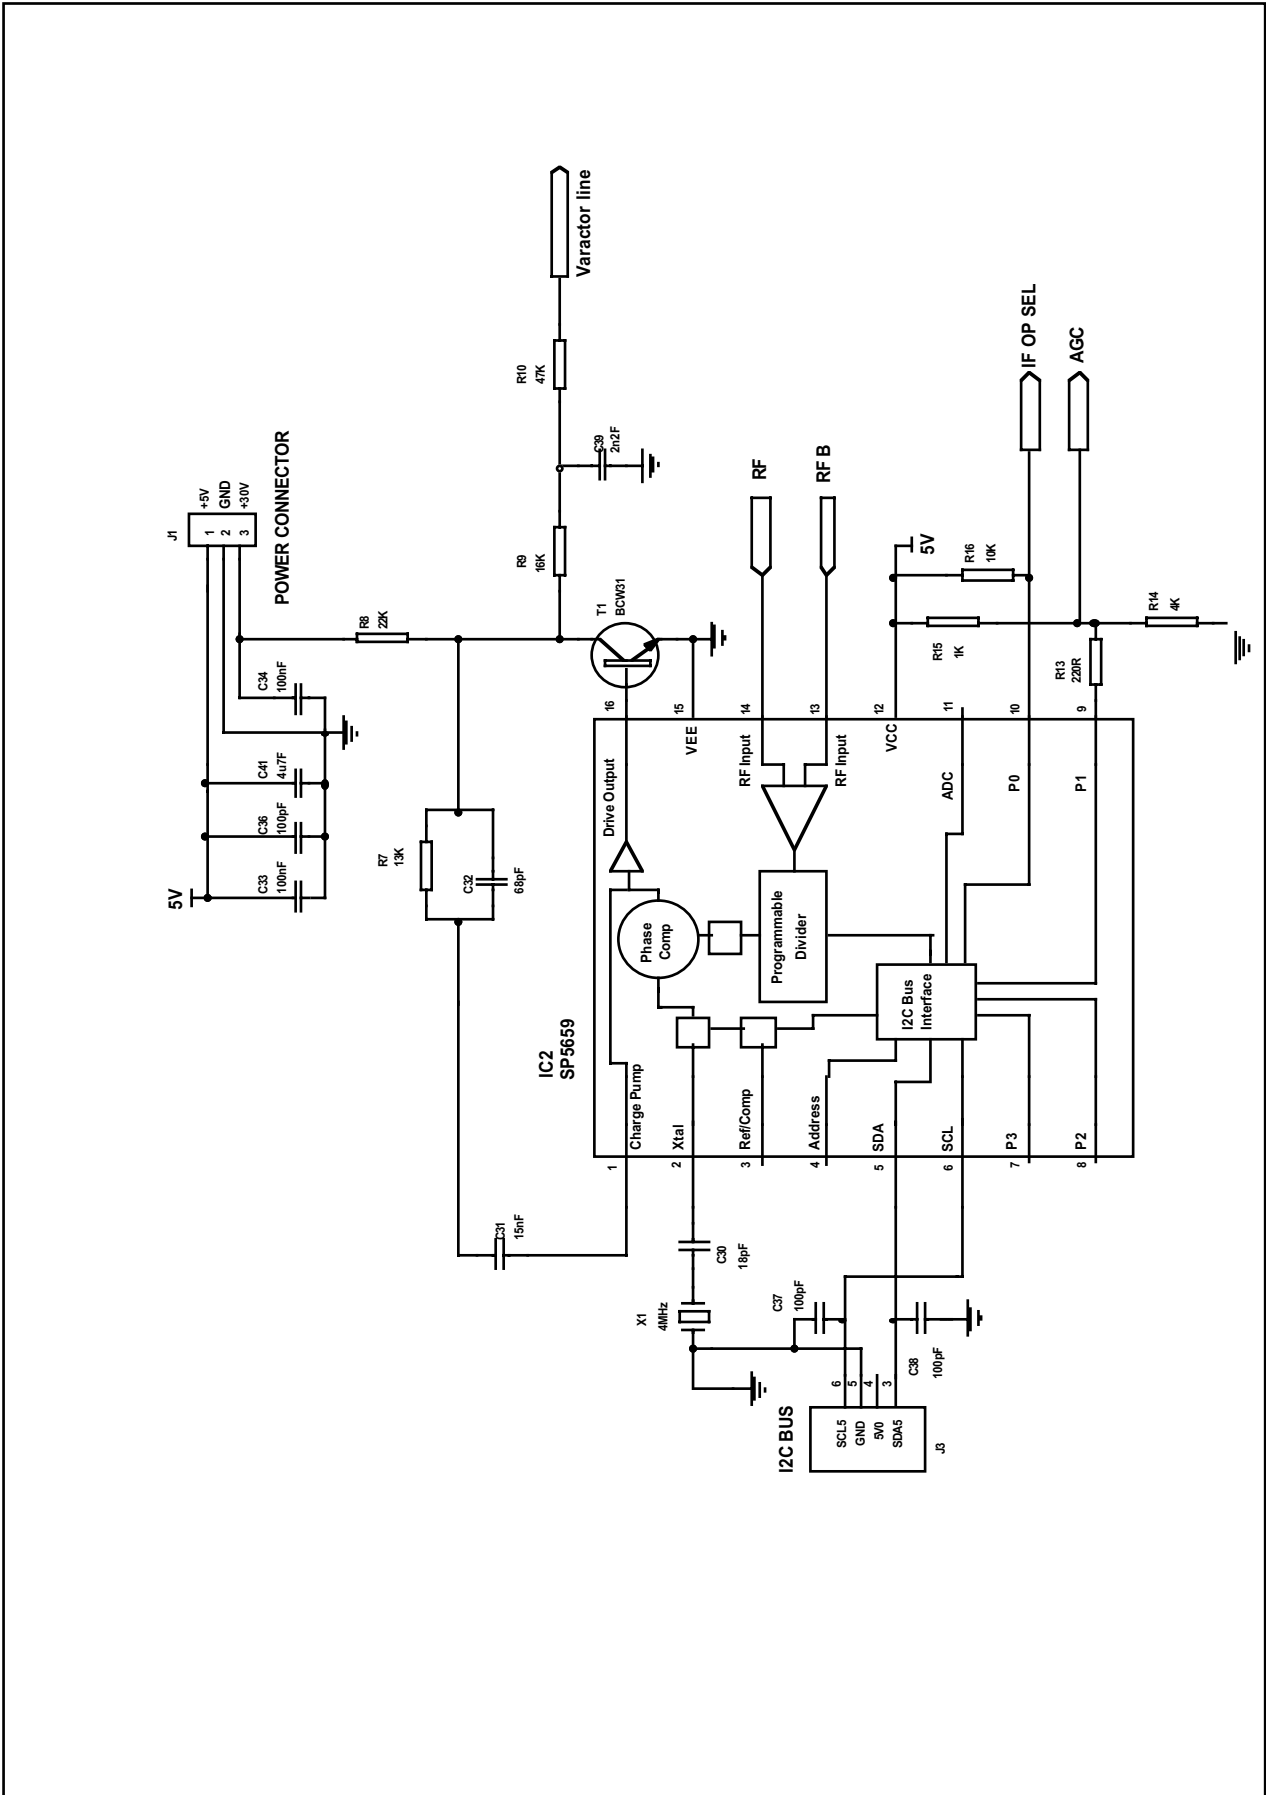 J1
+5V
GND
+30V
1
2
3
POWER CONNECTOR
5V
C33
100nF
C36
100pF
C41
4u7F
C34
100nF
R8
22K
R7
13K
C32
68pF
C31
15nF
R9
16K
R10
47K
C39
2n2F
Varactor line
T1
BCW31
IC2
SP5659
Charge Pump
Xtal
Ref/Comp
Address
SDA
SCL
P3
P2
1
2
3
4
5
6
7
8
Drive Output
VEE
RF Input
RF Input
VCC
ADC
P0
P1
16
15
14
13
12
11
10
9
Phase
Comp
Programmable
Divider
I2C Bus
Interface
RF
RF B
5V
R16
10K
R15
1K
R13
220R
R14
4K
IF OP SEL
AGC
X1
4MHz
C30
18pF
C37
100pF
C38
100pF
I2C BUS
SCL5
GND
5V0
SDA5
6
5
4
3
J3